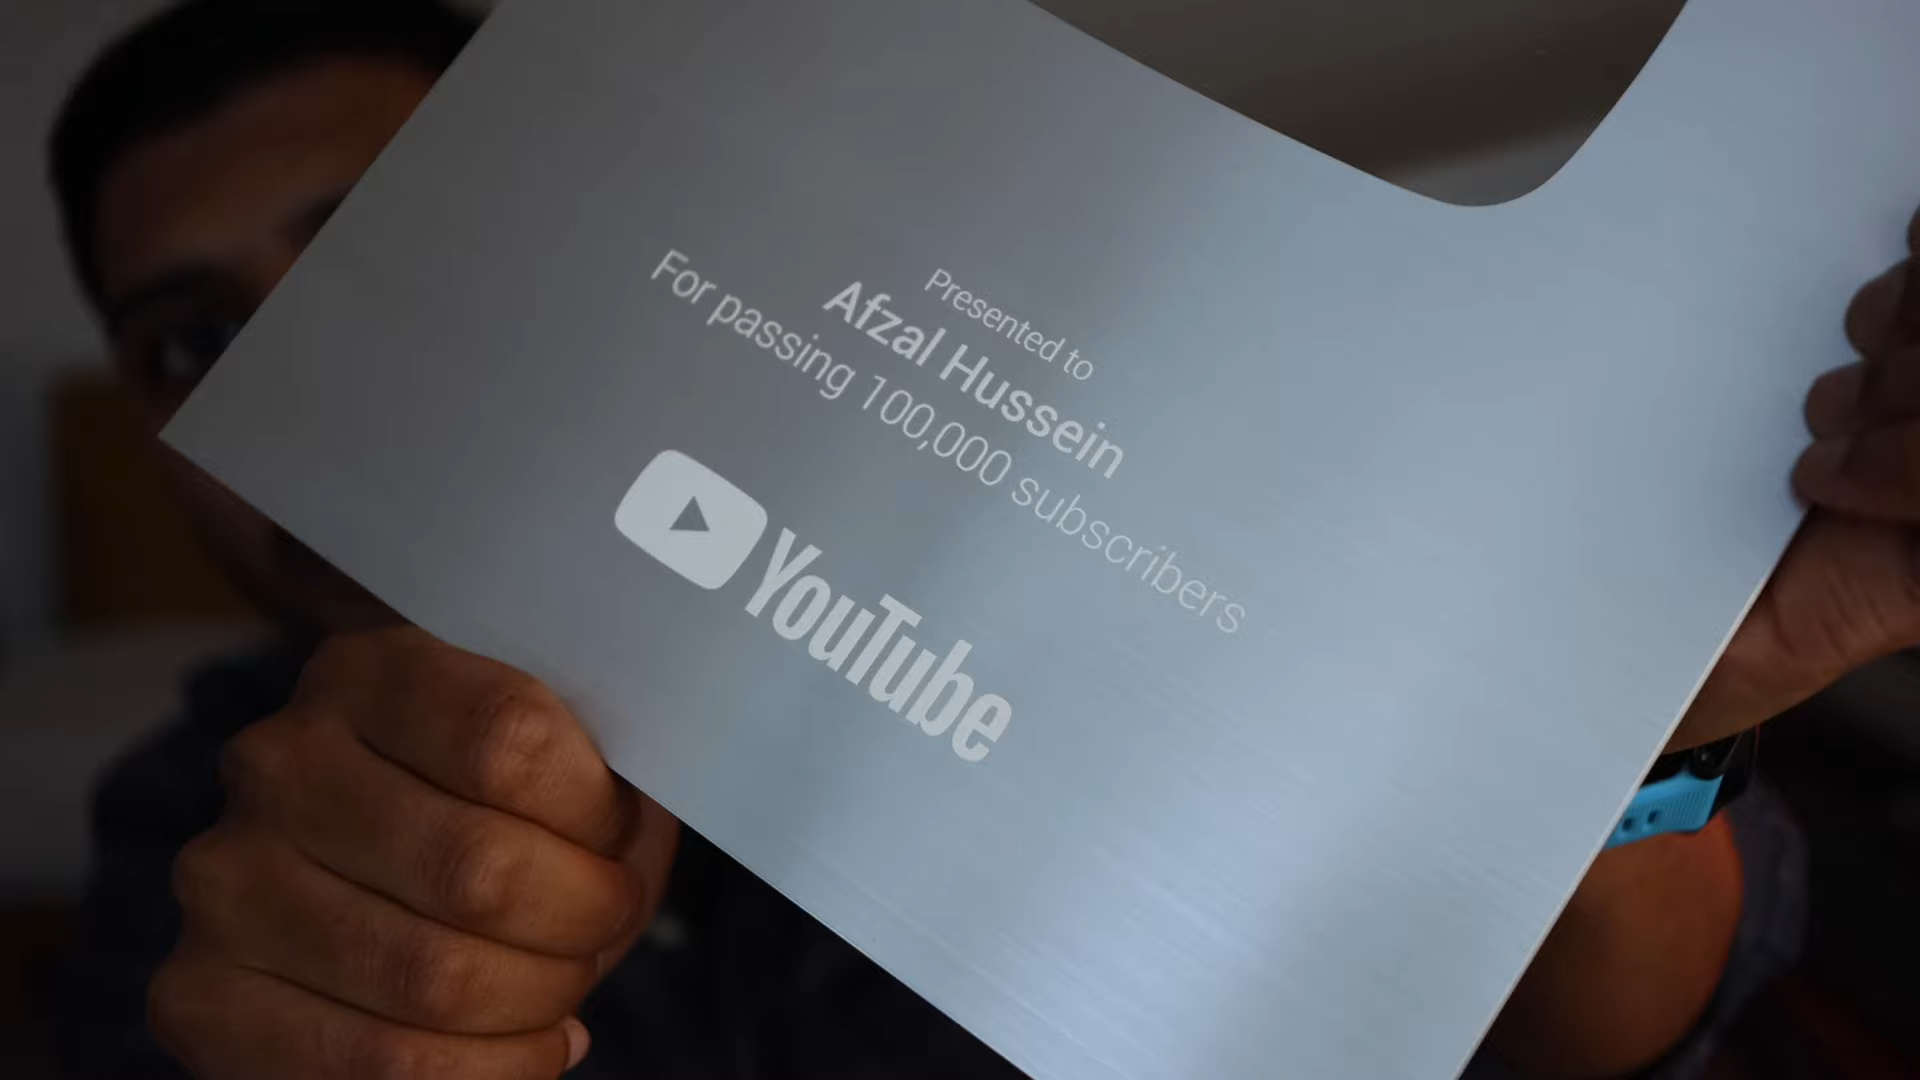 Presented to
Afzal Hussein
For passing 100,000 subscribers
YouTube